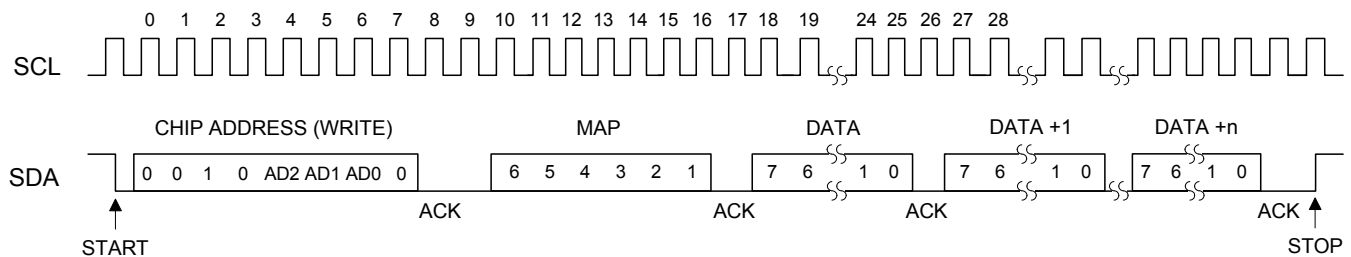 0 1 2 3 4 5 6 7 8 9 10 11 12 13 14 15 16 17 18 19 24 25 26 27 28
SCL
CHIP ADDRESS (WRITE) MAP DATA DATA +1 DATA +n
SDA
0 0 1 0 AD2 AD1 AD0 0 6 5 4 3 2 1 7 6 1 0 7 6 1 0 7 6 1 0
ACK ACK ACK ACK
START STOP